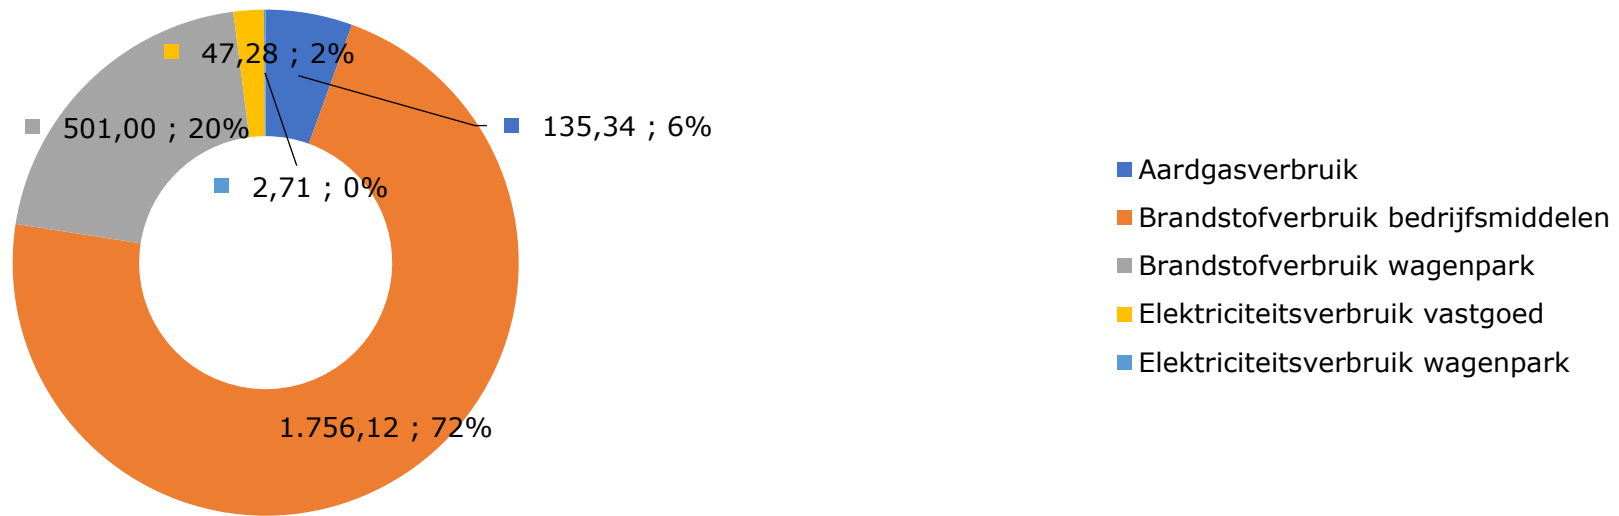 47,28 ; 2%
501,00 ; 20%
135,34 ; 6%
2,71 ; 0%
1.756,12 ; 72%
Aardgasverbruik
Brandstofverbruik bedrijfsmiddelen
Brandstofverbruik wagenpark
Elektriciteitsverbruik vastgoed
Elektriciteitsverbruik wagenpark